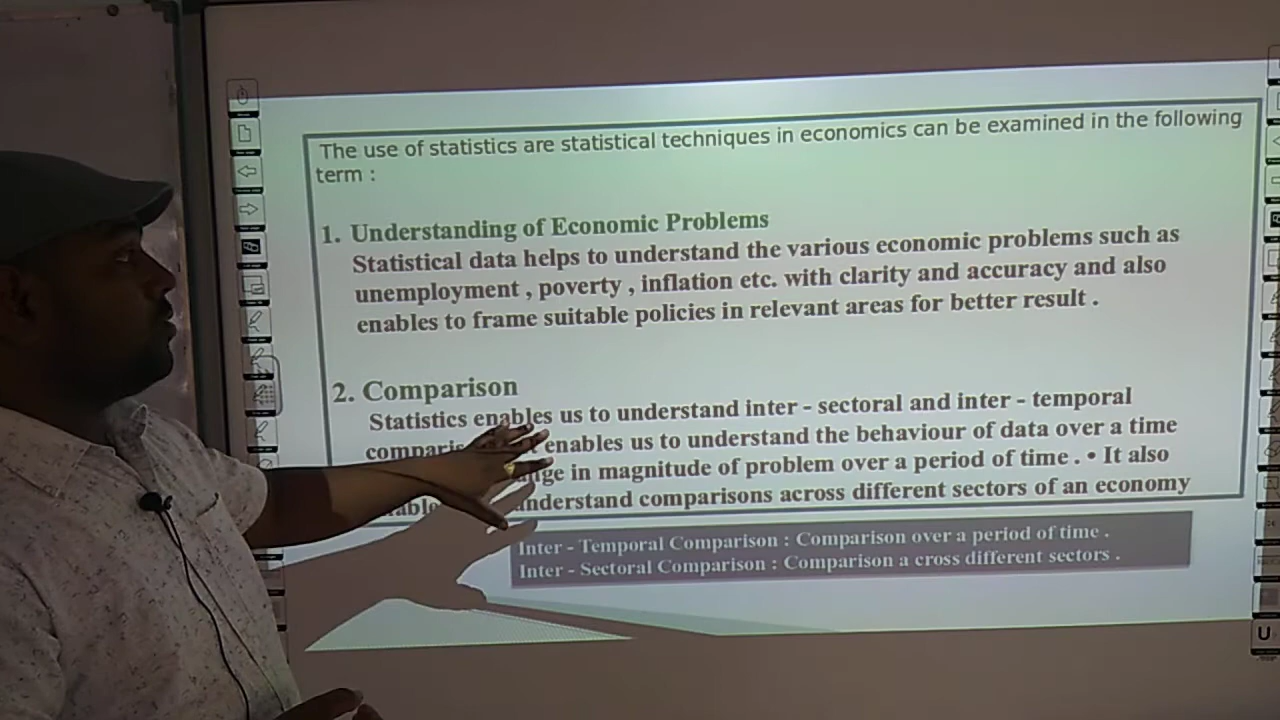 The use of statistics are statistical techniques in economics can be examined in the following
term :
1. Understanding of Economic Problems
Statistical data helps to understand the various economic problems such as
unemployment , poverty , inflation etc. with clarity and accuracy and also
enables to frame suitable policies in relevant areas for better result .
2. Comparison
Statistics enables us to understand inter - sectoral and inter - temporal
enables us to understand the behaviour of data over a time
in magnitude of problem over a period of time . • It also
understand comparisons across different sectors of an economy
Inter - Temporal Comparison : Comparison over a period of time .
Inter - Sectoral Comparison : Comparison a cross different sectors .
U